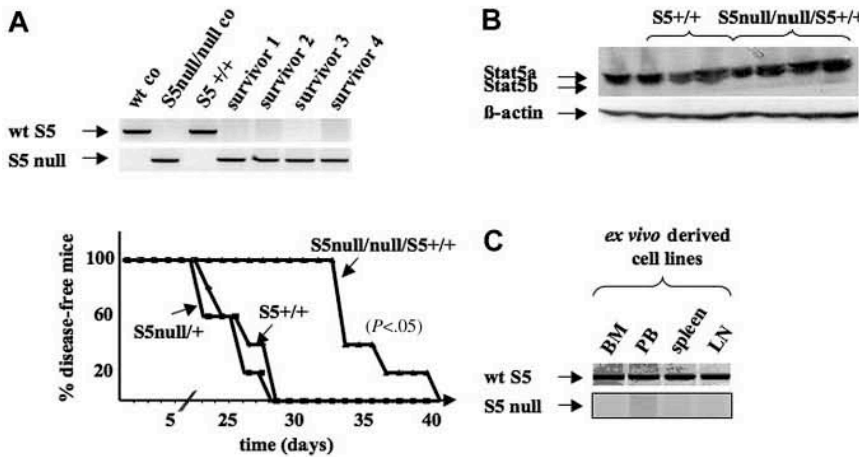 A
wt co
S5null/null co
S5 +/+
survivor 1
survivor 2
survivor 3
survivor 4
wt S5
S5 null
B
S5+/+
S5null/null/S5+/+
Stat5a
Stat5b
ß-actin
% disease-free mice
100
60
20
S5null/+
S5+/+
S5null/null/S5+/+
(P<.05)
5
25
30
35
40
time (days)
C
ex vivo derived
cell lines
BM
PB
spleen
LN
wt S5
S5 null